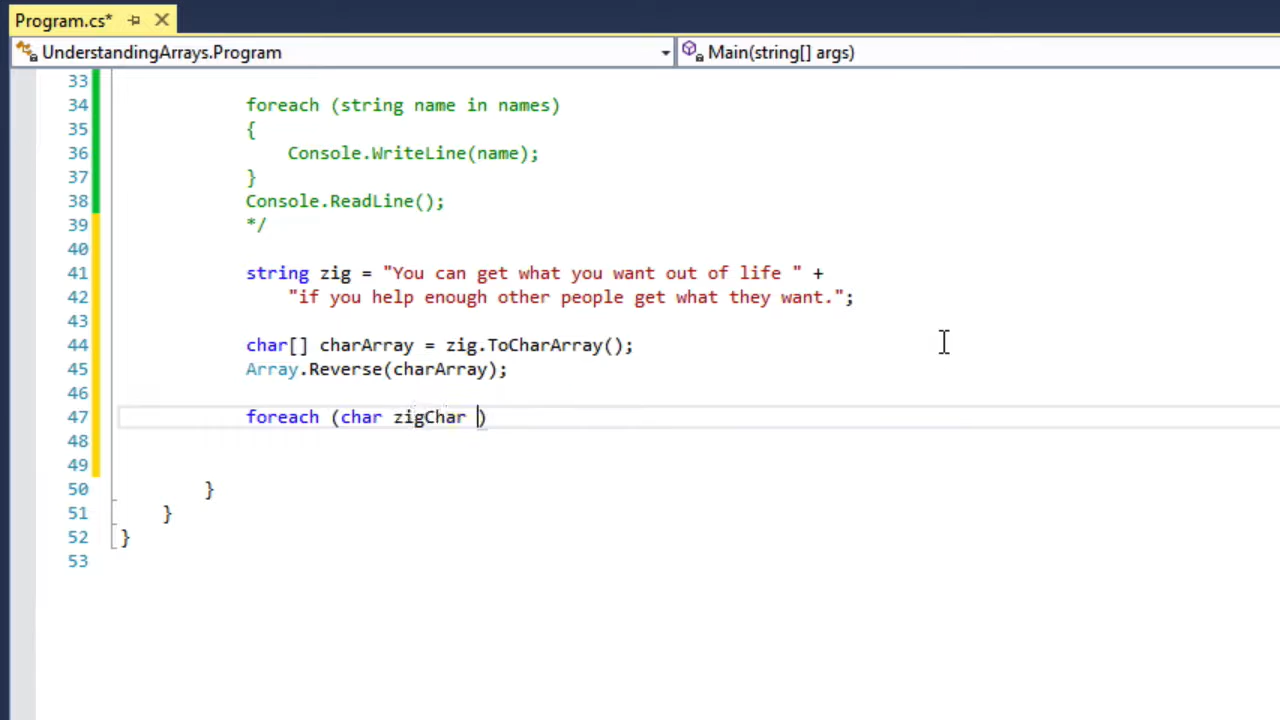 Program.cs*
UnderstandingArrays.Program
Main(string[] args)
33
34 foreach (string name in names)
35 {
36 Console.WriteLine(name);
37 }
38 Console.ReadLine();
39 */
40
41 string zig = "You can get what you want out of life " +
42 "if you help enough other people get what they want.";
43
44 char[] charArray = zig.ToCharArray();
45 Array.Reverse(charArray);
46
47 foreach (char zigChar )
48
49
50 }
51 }
52 }
53